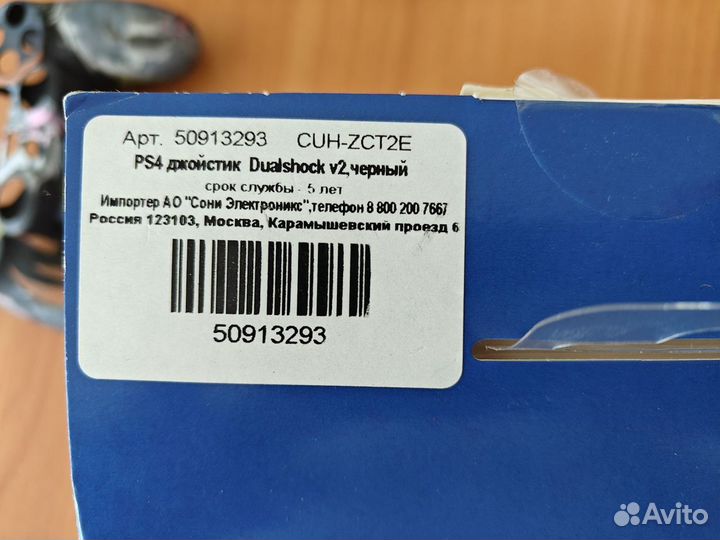 Арт. 50913293 CUH-ZCT2E
PS4 джойстик Dualshock v2,черный
срок службы - 5 лет
Импортер АО "Сони Электроникс",телефон 8 800 200 7667
Россия 123103, Москва, Карамышевский проезд 6
50913293
Avito